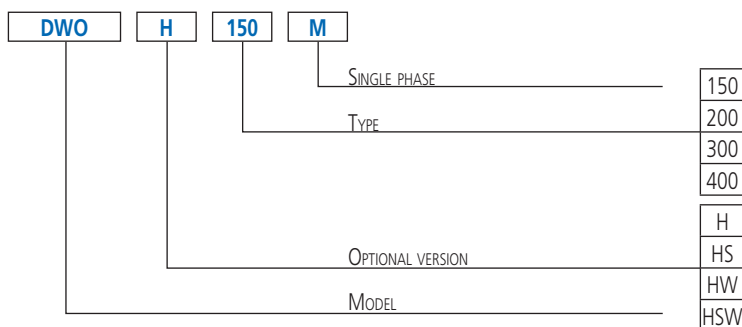 DWO H 150 M
SINGLE PHASE
150
TYPE
200
300
400
H
OPTIONAL VERSION
HS
HW
MODEL
HSW